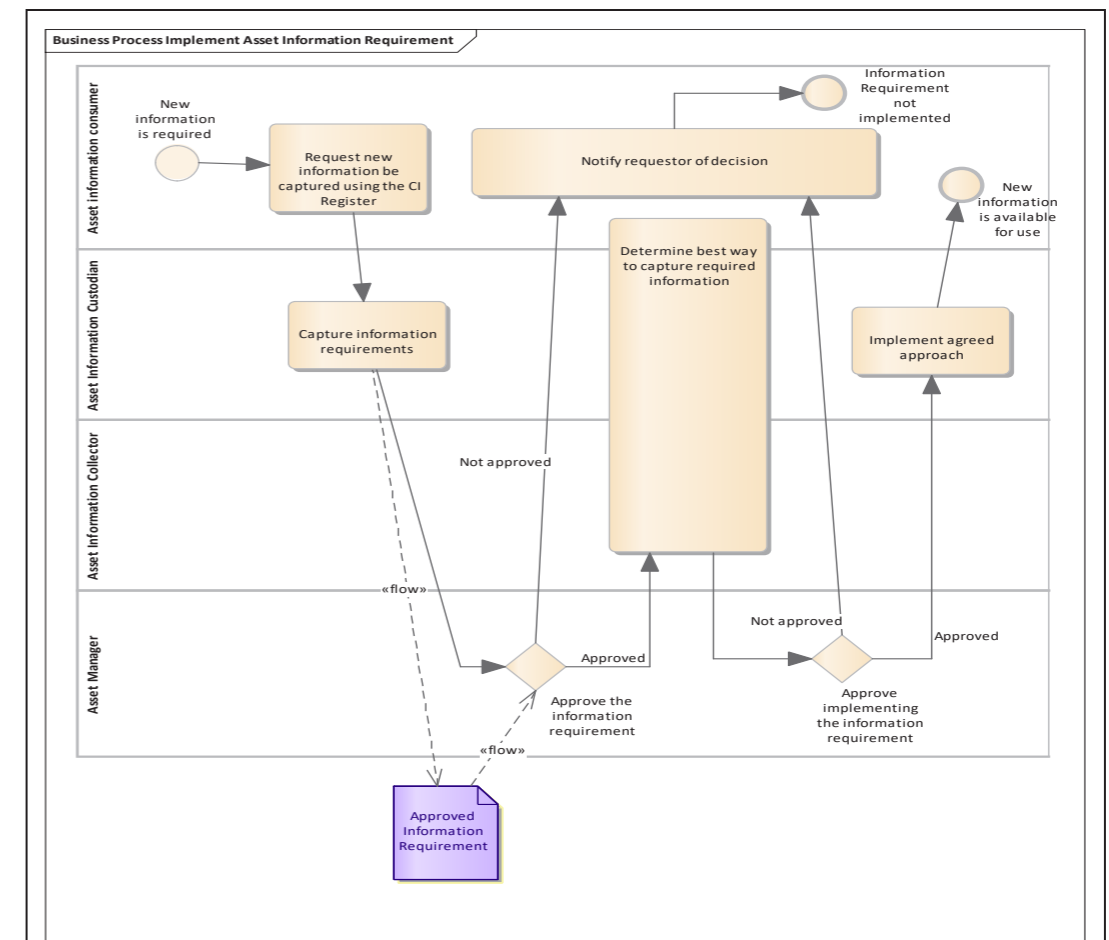 Business Process Implement Asset Information Requirement
Asset information consumer
New
information
is required
Request new
information be
captured using the CI
Register
Notify requestor of decision
Information
Requirement
not
implemented
New
information
is available
for use
Asset Information Custodian
Capture information
requirements
Determine best way
to capture required
information
Implement agreed
approach
Asset Information Collector
Not approved
«flow»
Asset Manager
Approved
Approve the
information
requirement
Not approved
Approved
Approve
implementing
the information
requirement
«flow»
Approved
Information
Requirement